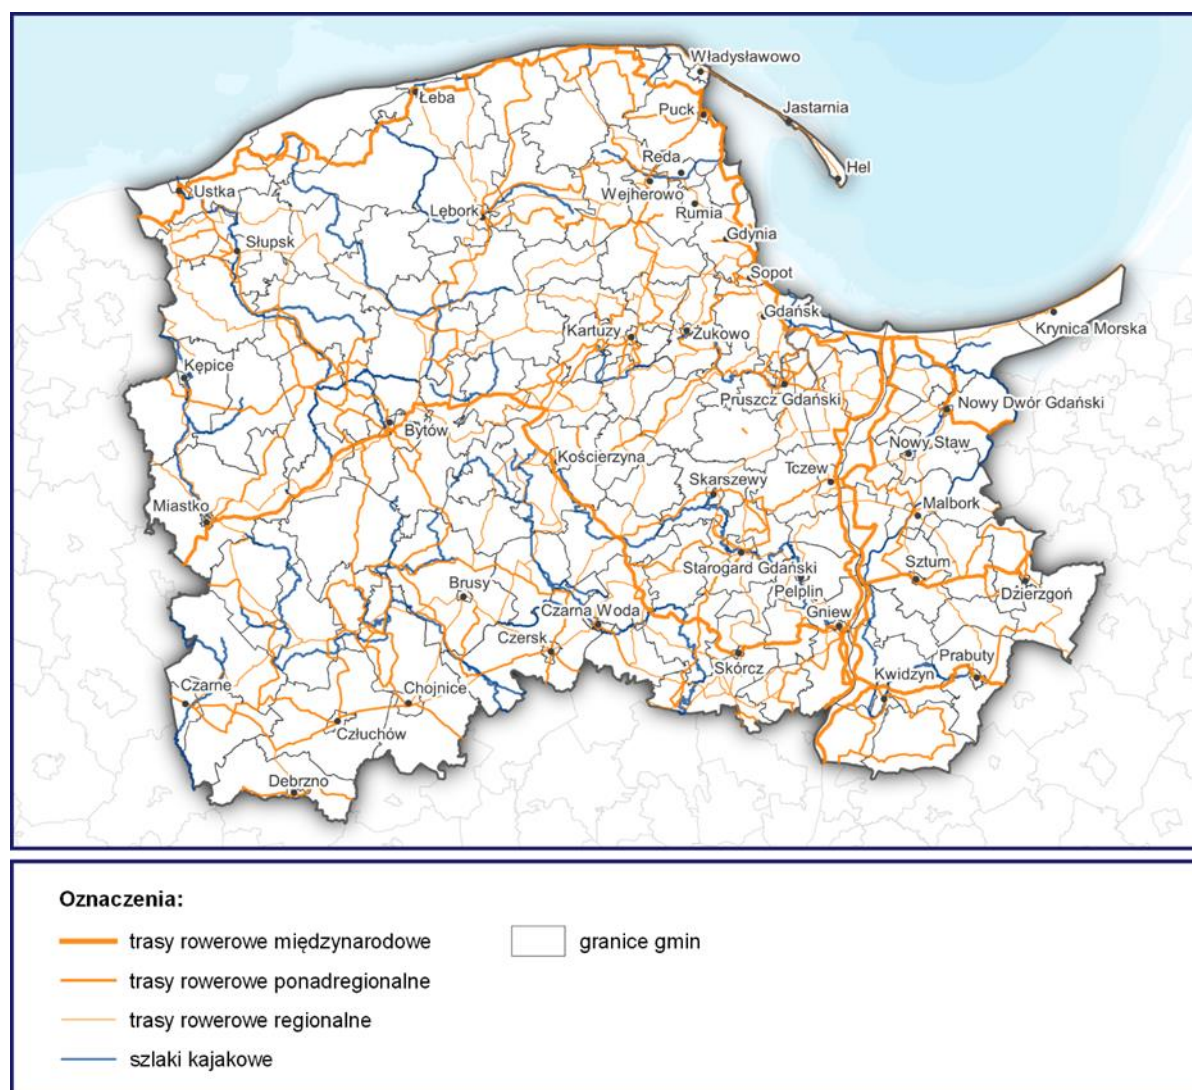 Władysławowo
Łeba
Jastarnia
Puck
Reda
Hel
Wejherowo
Ustka
Rumia
Lębork
Gdynia
Słupsk
Sopot
Gdańsk
Krynica Morska
Kartuzy
Żukowo
Kępice
Pruszcz Gdański
Nowy Dwór Gdański
Bytów
Nowy Staw
Kościerzyna
Tczew
Skarszewy
Malbork
Miastko
Starogard Gdański
Sztum
Brusy
Pelplin
Dzierzgoń
Czarna Woda
Gniew
Czersk
Prabuty
Skórcz
Kwidzyn
Czarne
Chojnice
Człuchów
Debrzno
Oznaczenia:
trasy rowerowe międzynarodowe
granice gmin
trasy rowerowe ponadregionalne
trasy rowerowe regionalne
szlaki kajakowe